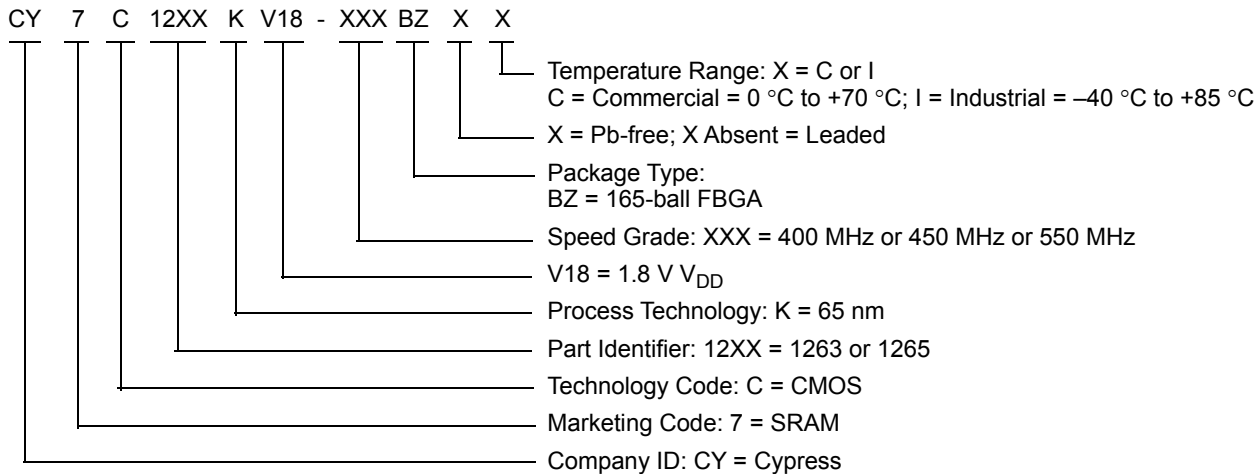 CY 7 C 12XX K V18 - XXX BZ X X
Temperature Range: X = C or I
C = Commercial = 0 °C to +70 °C; I = Industrial = –40 °C to +85 °C
X = Pb-free; X Absent = Leaded
Package Type:
BZ = 165-ball FBGA
Speed Grade: XXX = 400 MHz or 450 MHz or 550 MHz
V18 = 1.8 V VDD
Process Technology: K = 65 nm
Part Identifier: 12XX = 1263 or 1265
Technology Code: C = CMOS
Marketing Code: 7 = SRAM
Company ID: CY = Cypress